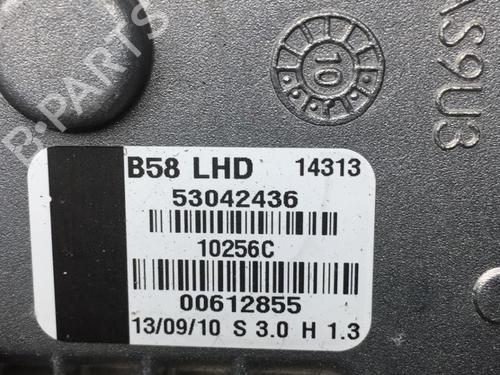 B-PARTS
10
AS9U3
B58 LHD 14313
53042436
10256C
00612855
13/09/10 S 3.0 H 1.3